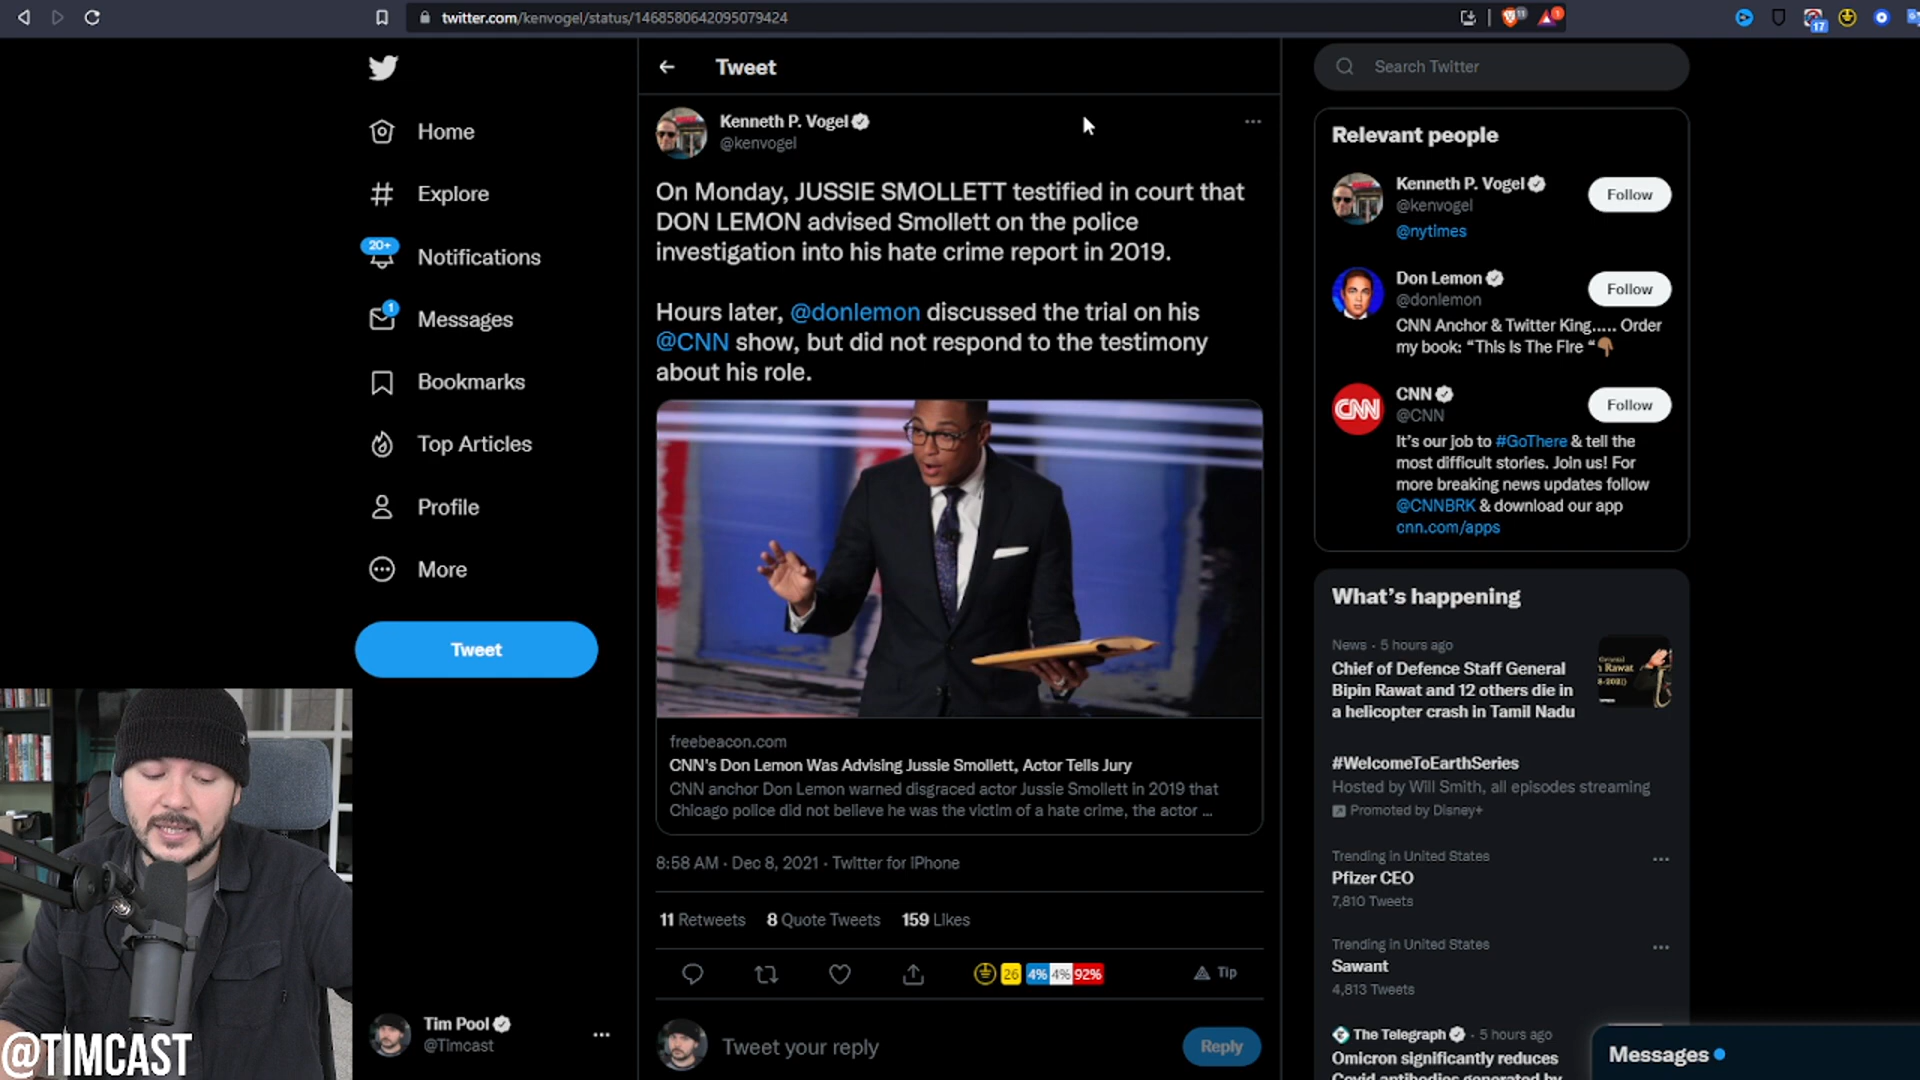 twitter.com/kenvogel/status/1468580642095079424
11
1
17
Home
Explore
20+
Notifications
1
Messages
Bookmarks
Top Articles
Profile
More
Tweet
Tim Pool
@Timcast
@TIMCAST
Tweet
Kenneth P. Vogel
@kenvogel
On Monday, JUSSIE SMOLLETT testified in court that
DON LEMON advised Smollett on the police
investigation into his hate crime report in 2019.
Hours later, @donlemon discussed the trial on his
@CNN show, but did not respond to the testimony
about his role.
freebeacon.com
CNN's Don Lemon Was Advising Jussie Smollett, Actor Tells Jury
CNN anchor Don Lemon warned disgraced actor Jussie Smollett in 2019 that
Chicago police did not believe he was the victim of a hate crime, the actor ...
8:58 AM · Dec 8, 2021 · Twitter for iPhone
11 Retweets 8 Quote Tweets 159 Likes
26 4% 4% 92%
Tip
Tweet your reply
Reply
Search Twitter
Relevant people
Kenneth P. Vogel
@kenvogel
Follow
@nytimes
Don Lemon
@donlemon
Follow
CNN Anchor & Twitter King..... Order
my book: “This Is The Fire “
CNN
CNN
@CNN
Follow
It’s our job to #GoThere & tell the
most difficult stories. Join us! For
more breaking news updates follow
@CNNBRK & download our app
cnn.com/apps
What’s happening
News · 5 hours ago
Chief of Defence Staff General
Bipin Rawat and 12 others die in
a helicopter crash in Tamil Nadu
#WelcomeToEarthSeries
Hosted by Will Smith, all episodes streaming
Promoted by Disney+
Trending in United States
Pfizer CEO
7,810 Tweets
Trending in United States
Sawant
4,813 Tweets
The Telegraph · 5 hours ago
Omicron significantly reduces
Covid antibodies generated by
Messages